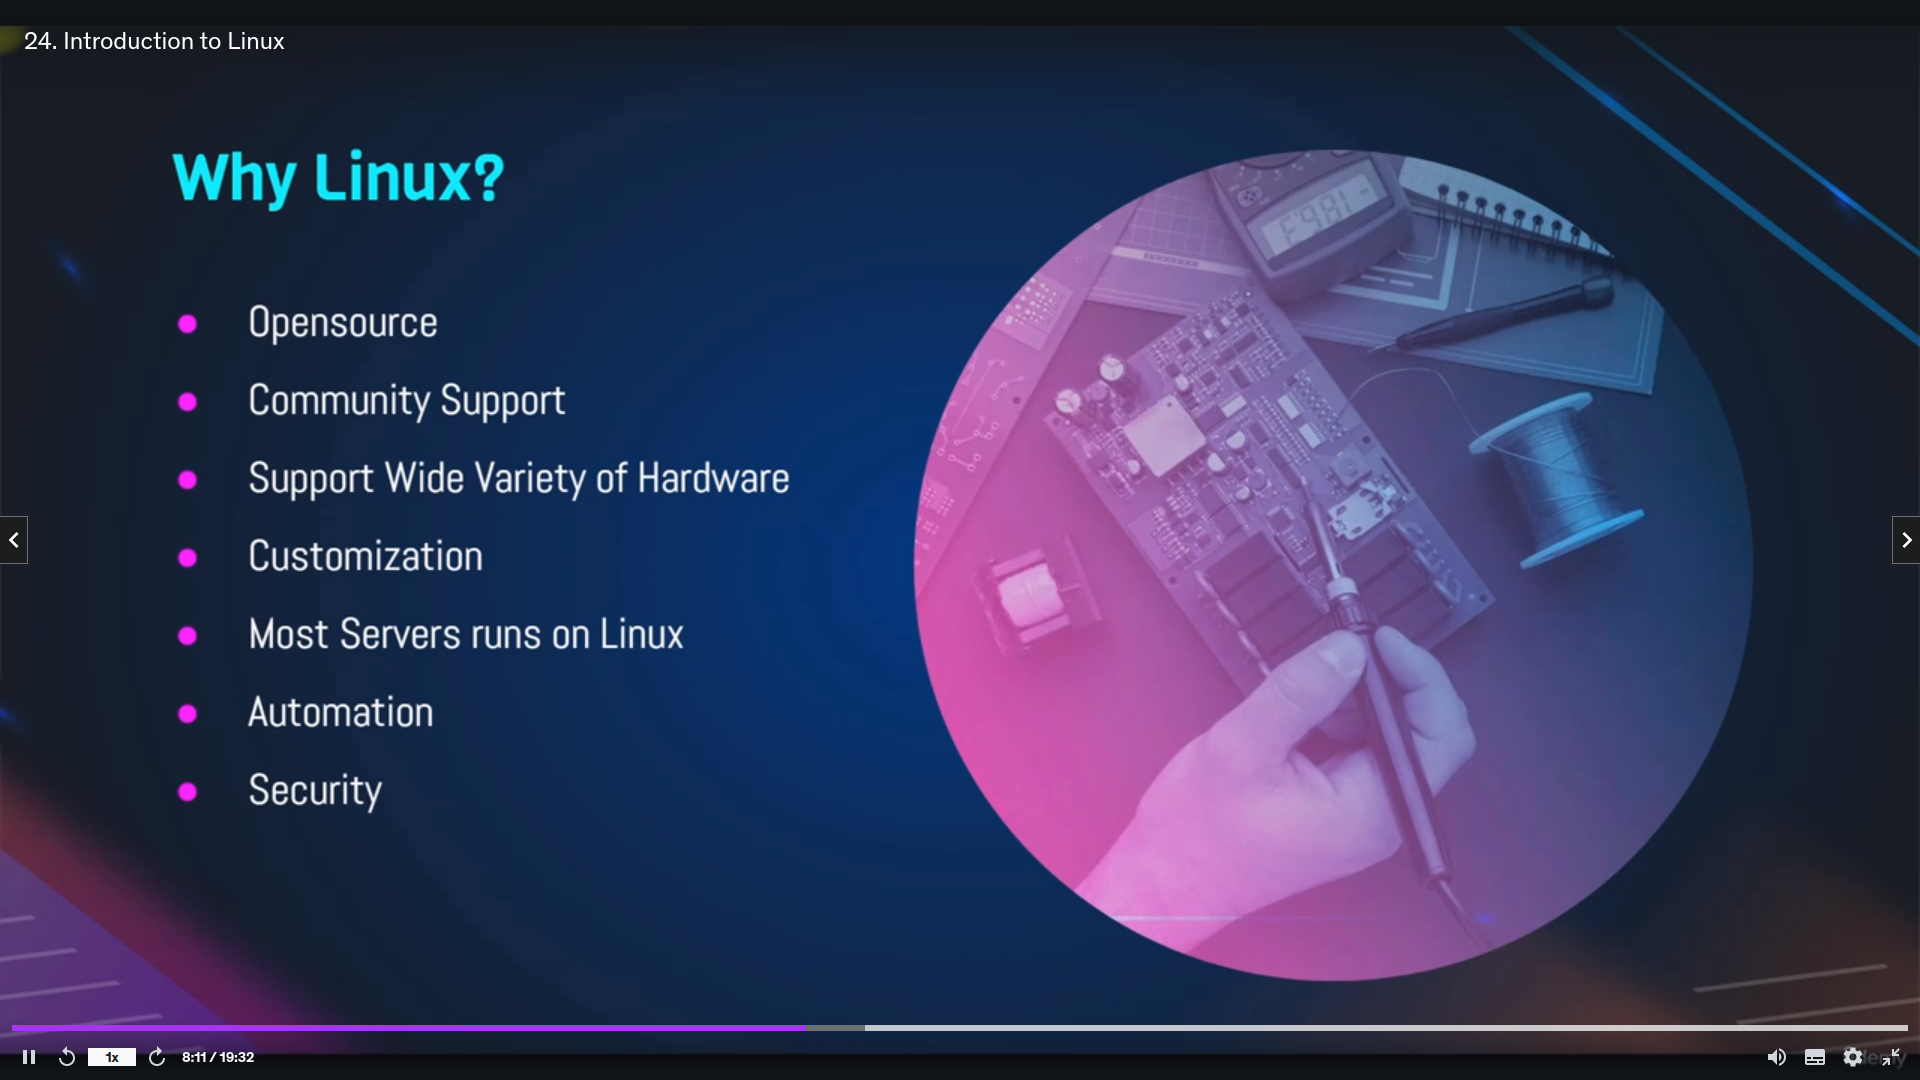 24. Introduction to Linux
Why Linux?
Opensource
Community Support
Support Wide Variety of Hardware
Customization
Most Servers runs on Linux
Automation
Security
1x
8:11 / 19:32